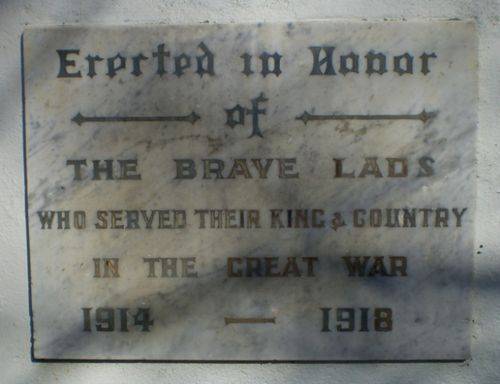 Erected in Honor
of
THE BRAVE LADS
WHO SERVED THEIR KING & COUNTRY
IN THE GREAT WAR
1914 — 1918